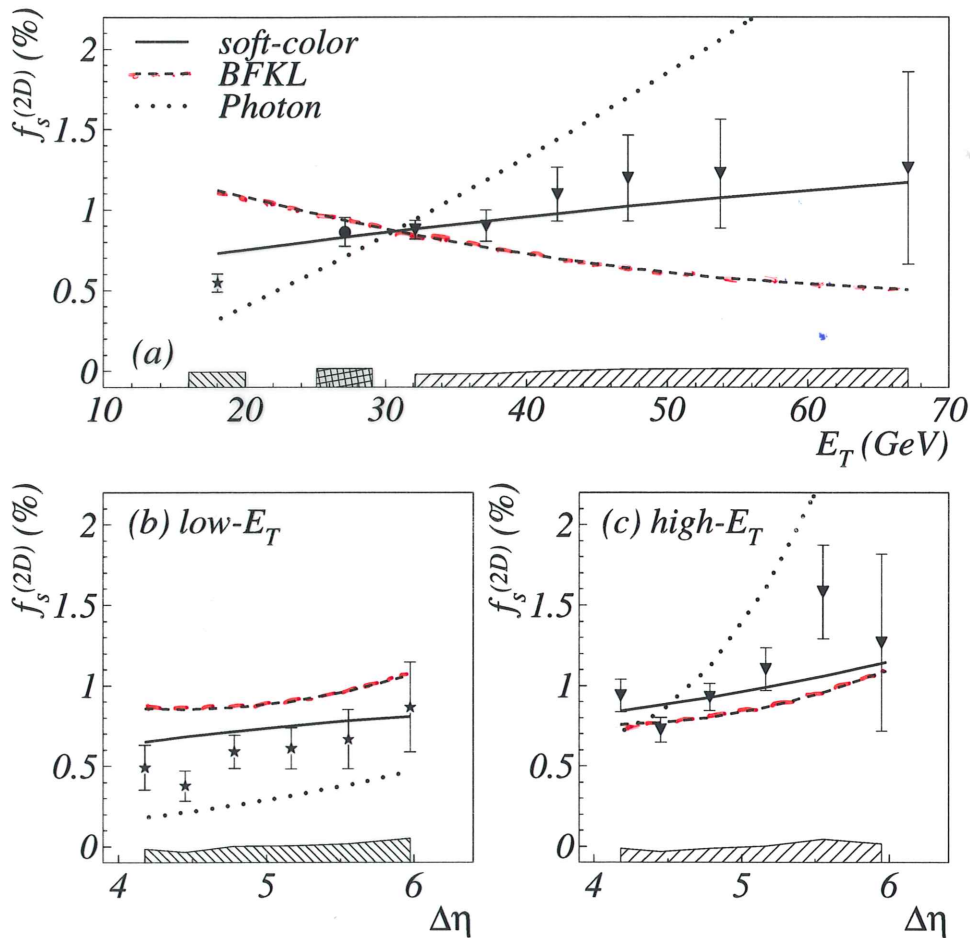 f_s^(2D) (%)
2
1.5
1
0.5
0
soft-color
BFKL
Photon
(a)
10 20 30 40 50 60 70
E_T (GeV)
f_s^(2D) (%)
2
1.5
1
0.5
0
(b) low-E_T
4 5 6
Δη
f_s^(2D) (%)
2
1.5
1
0.5
0
(c) high-E_T
4 5 6
Δη